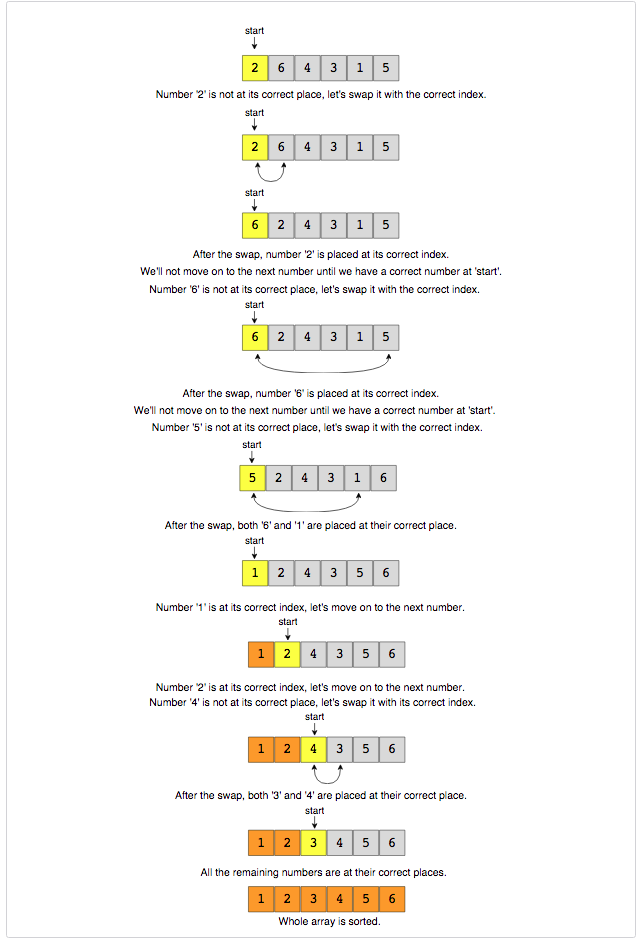 start
2 6 4 3 1 5
Number '2' is not at its correct place, let's swap it with the correct index.
start
2 6 4 3 1 5
start
6 2 4 3 1 5
After the swap, number '2' is placed at its correct index.
We'll not move on to the next number until we have a correct number at 'start'.
Number '6' is not at its correct place, let's swap it with the correct index.
start
6 2 4 3 1 5
After the swap, number '6' is placed at its correct index.
We'll not move on to the next number until we have a correct number at 'start'.
Number '5' is not at its correct place, let's swap it with the correct index.
start
5 2 4 3 1 6
After the swap, both '6' and '1' are placed at their correct place.
start
1 2 4 3 5 6
Number '1' is at its correct index, let's move on to the next number.
start
1 2 4 3 5 6
Number '2' is at its correct index, let's move on to the next number.
Number '4' is not at its correct place, let's swap it with its correct index.
start
1 2 4 3 5 6
After the swap, both '3' and '4' are placed at their correct place.
start
1 2 3 4 5 6
All the remaining numbers are at their correct places.
1 2 3 4 5 6
Whole array is sorted.